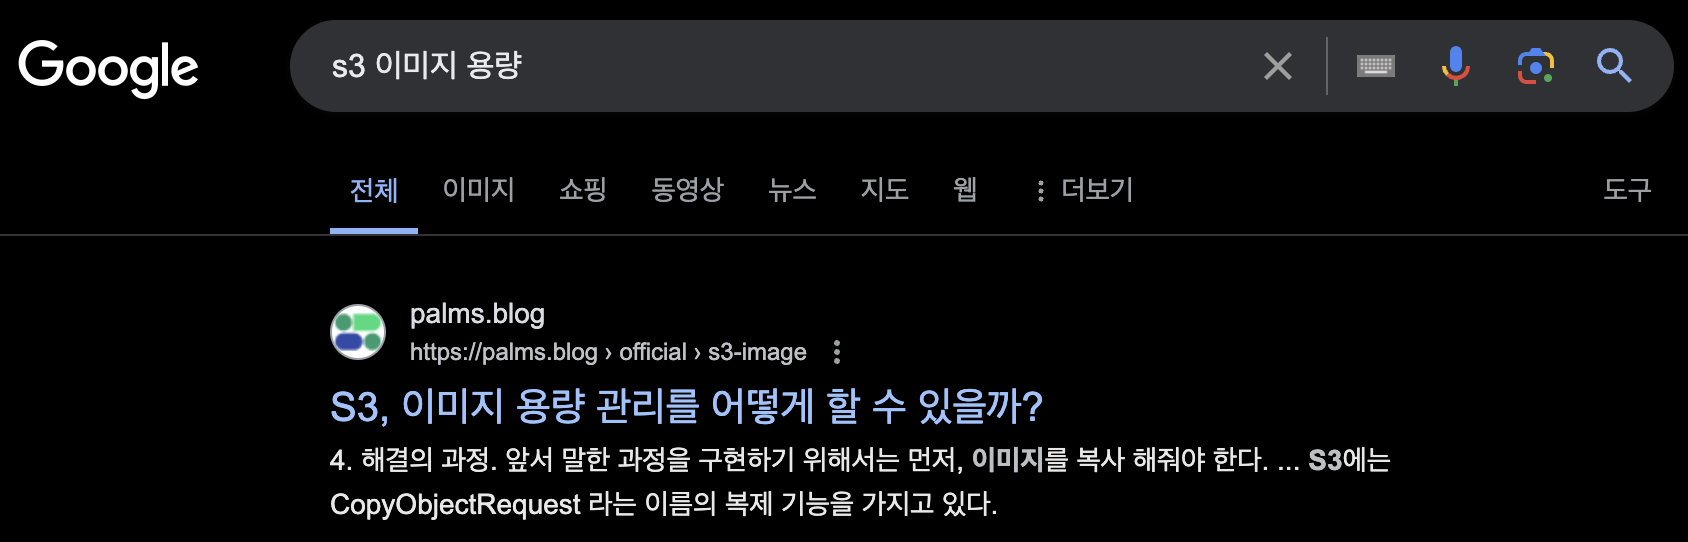 Google
s3 이미지 용량
전체 이미지 쇼핑 동영상 뉴스 지도 웹 더보기 도구
palms.blog
https://palms.blog › official › s3-image
S3, 이미지 용량 관리를 어떻게 할 수 있을까?
4. 해결의 과정. 앞서 말한 과정을 구현하기 위해서는 먼저, 이미지를 복사 해줘야 한다. ... S3에는
CopyObjectRequest 라는 이름의 복제 기능을 가지고 있다.